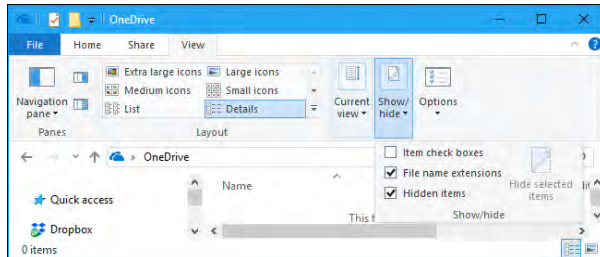 OneDrive
File Home Share View
Extra large icons Large icons
Medium icons Small icons
List Details
Navigation pane
Current view
Show/ hide
Options
Panes Layout
OneDrive
Item check boxes
File name extensions
Hidden items
Hide selected items
Show/hide
Name
Quick access
Dropbox
This f
0 items